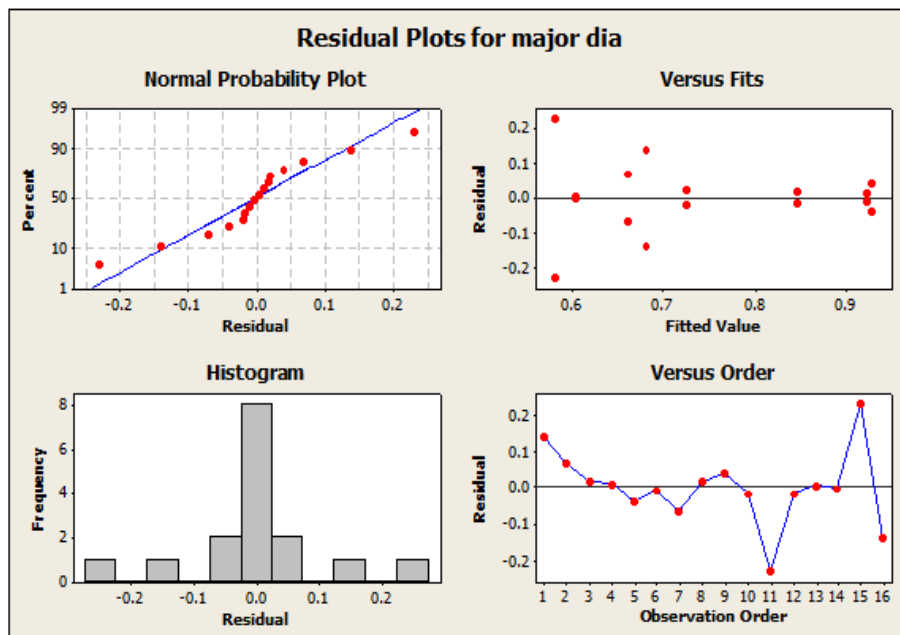 Residual Plots for major dia
Normal Probability Plot
Percent
99
90
50
10
1
-0.2 -0.1 0.0 0.1 0.2
Residual
Versus Fits
Residual
0.2
0.1
0.0
-0.1
-0.2
0.6 0.7 0.8 0.9
Fitted Value
Histogram
Frequency
8
6
4
2
0
-0.2 -0.1 0.0 0.1 0.2
Residual
Versus Order
Residual
0.2
0.1
0.0
-0.1
-0.2
1 2 3 4 5 6 7 8 9 10 11 12 13 14 15 16
Observation Order